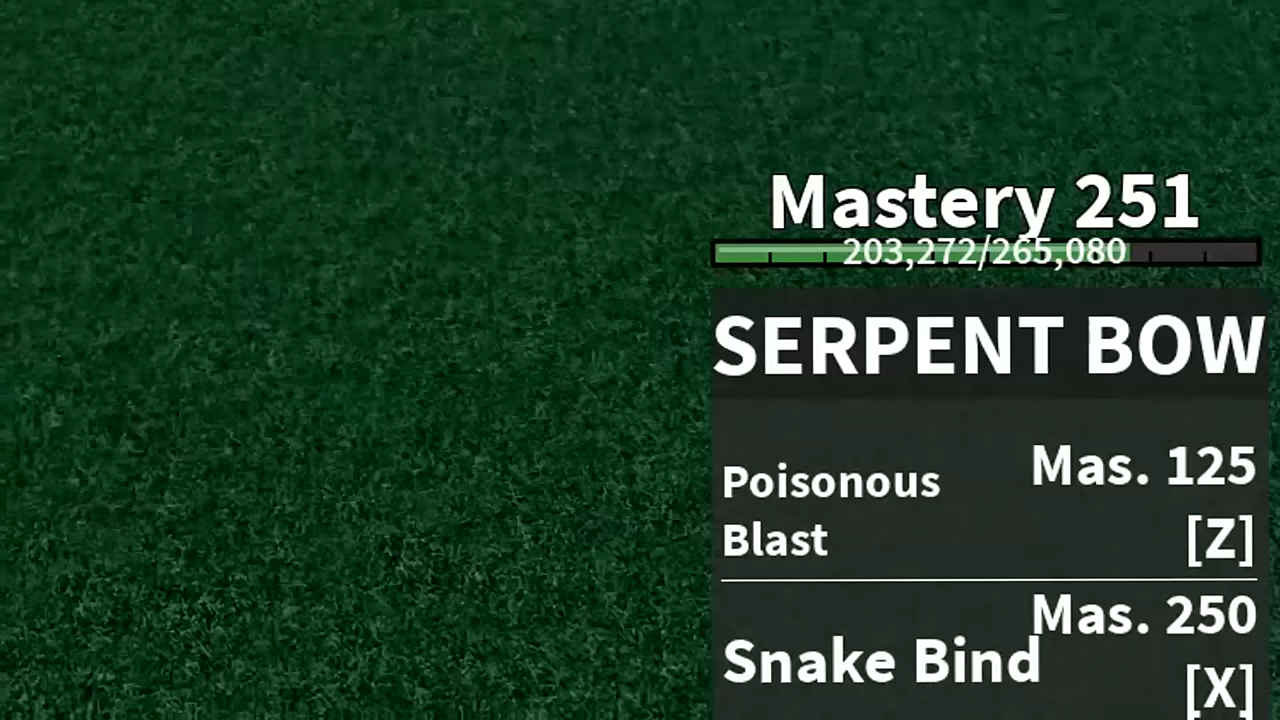 Mastery 251
203,272/265,080
SERPENT BOW
Mas. 125
Poisonous
Blast
[Z]
Mas. 250
Snake Bind
[X]